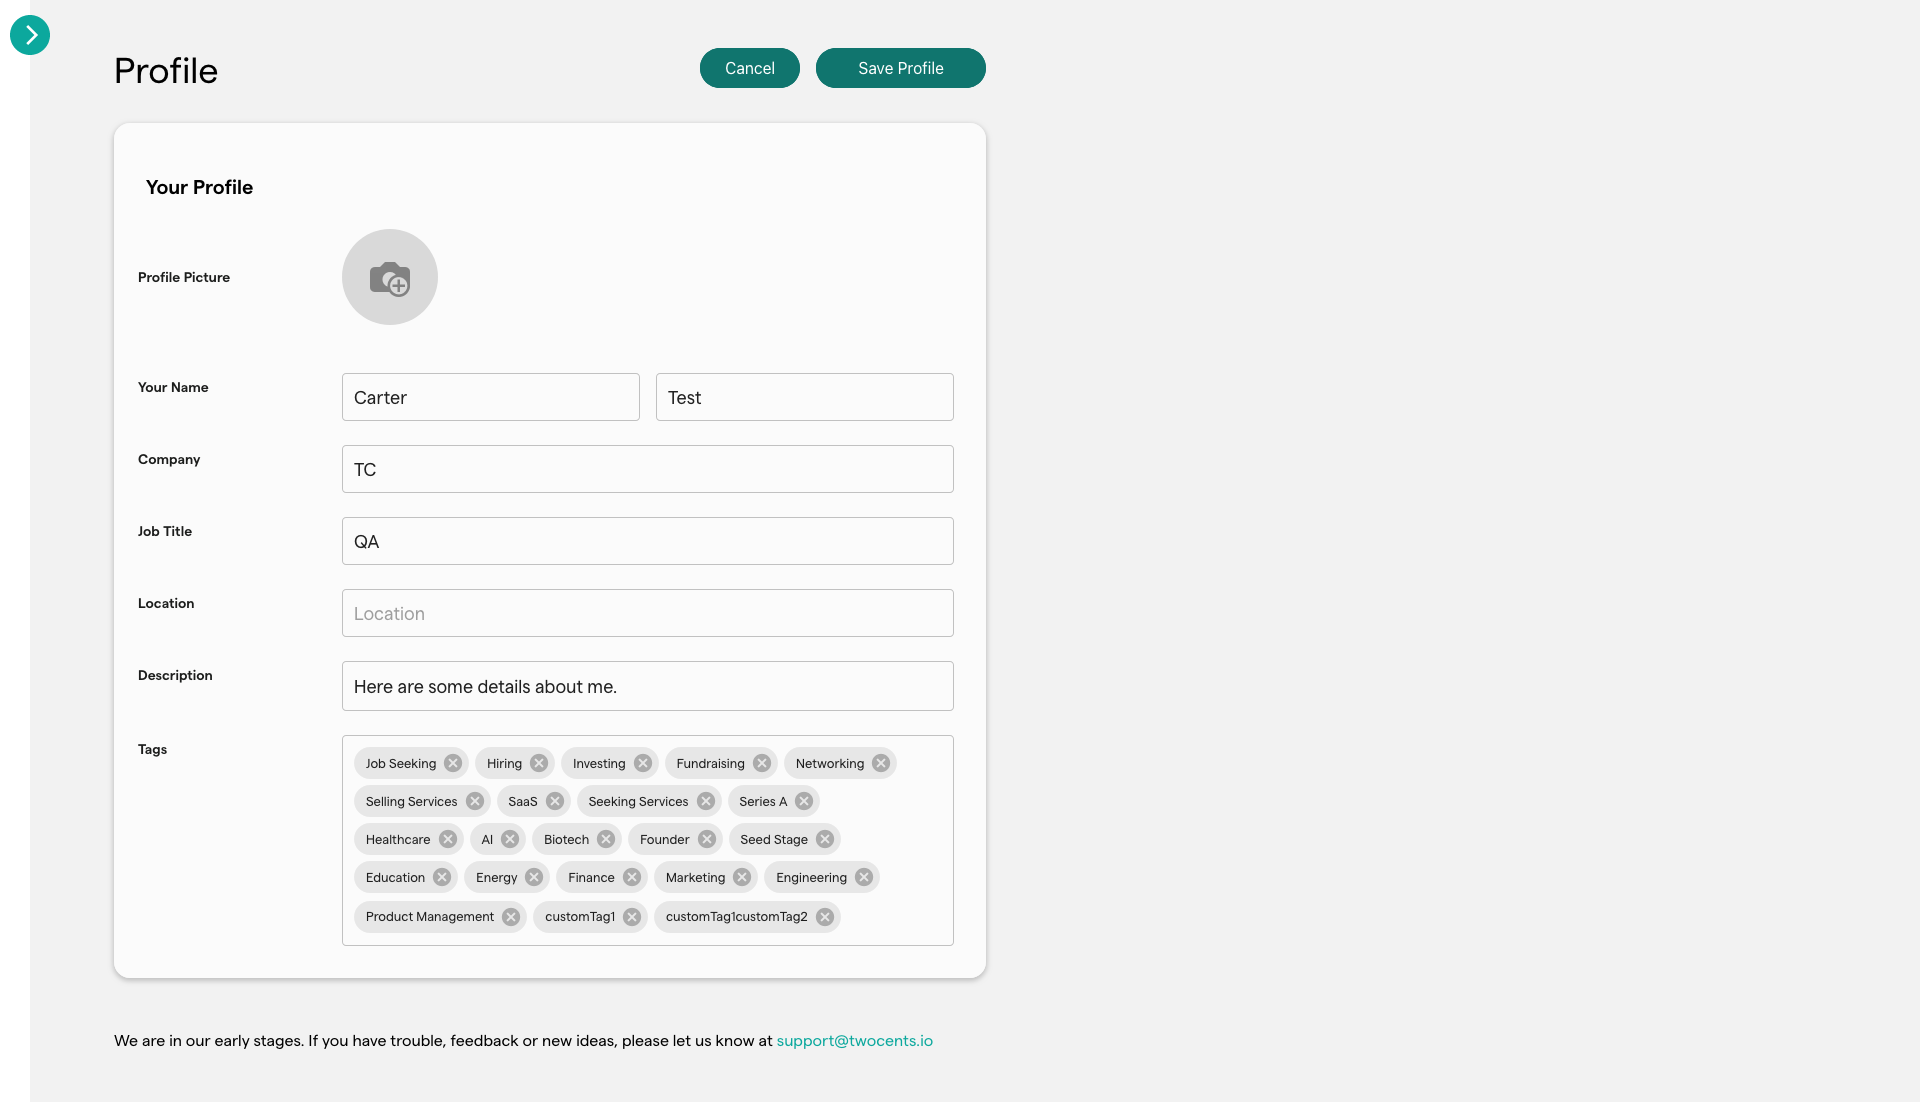 Profile
Cancel
Save Profile
Your Profile
Profile Picture
Your Name
Carter
Test
Company
TC
Job Title
QA
Location
Location
Description
Here are some details about me.
Tags
Job Seeking Hiring Investing Fundraising Networking
Selling Services SaaS Seeking Services Series A
Healthcare AI Biotech Founder Seed Stage
Education Energy Finance Marketing Engineering
Product Management customTag1 customTag1customTag2
We are in our early stages. If you have trouble, feedback or new ideas, please let us know at support@twocents.io